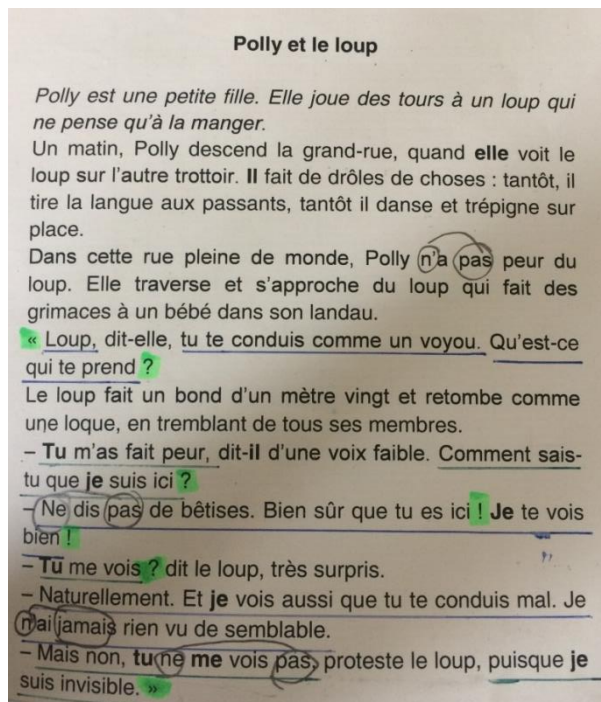 Polly et le loup
Polly est une petite fille. Elle joue des tours à un loup qui
ne pense qu'à la manger.
Un matin, Polly descend la grand-rue, quand elle voit le
loup sur l'autre trottoir. Il fait de drôles de choses : tantôt, il
tire la langue aux passants, tantôt il danse et trépigne sur
place.
Dans cette rue pleine de monde, Polly n'a pas peur du
loup. Elle traverse et s'approche du loup qui fait des
grimaces à un bébé dans son landau.
« Loup, dit-elle, tu te conduis comme un voyou. Qu'est-ce
qui te prend ?
Le loup fait un bond d'un mètre vingt et retombe comme
une loque, en tremblant de tous ses membres.
– Tu m'as fait peur, dit-il d'une voix faible. Comment sais-
tu que je suis ici ?
– Ne dis pas de bêtises. Bien sûr que tu es ici ! Je te vois
bien !
– Tu me vois ? dit le loup, très surpris.
– Naturellement. Et je vois aussi que tu te conduis mal. Je
n'ai jamais rien vu de semblable.
– Mais non, tu ne me vois pas, proteste le loup, puisque je
suis invisible. »